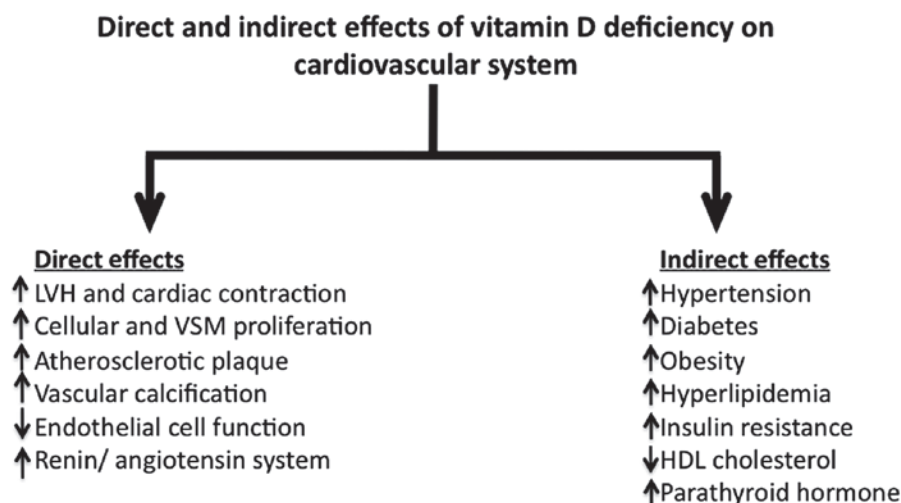 Direct and indirect effects of vitamin D deficiency on
cardiovascular system
Direct effects
↑LVH and cardiac contraction
↑Cellular and VSM proliferation
↑Atherosclerotic plaque
↑Vascular calcification
↓Endothelial cell function
↑Renin/ angiotensin system
Indirect effects
↑Hypertension
↑Diabetes
↑Obesity
↑Hyperlipidemia
↑Insulin resistance
↓HDL cholesterol
↑Parathyroid hormone